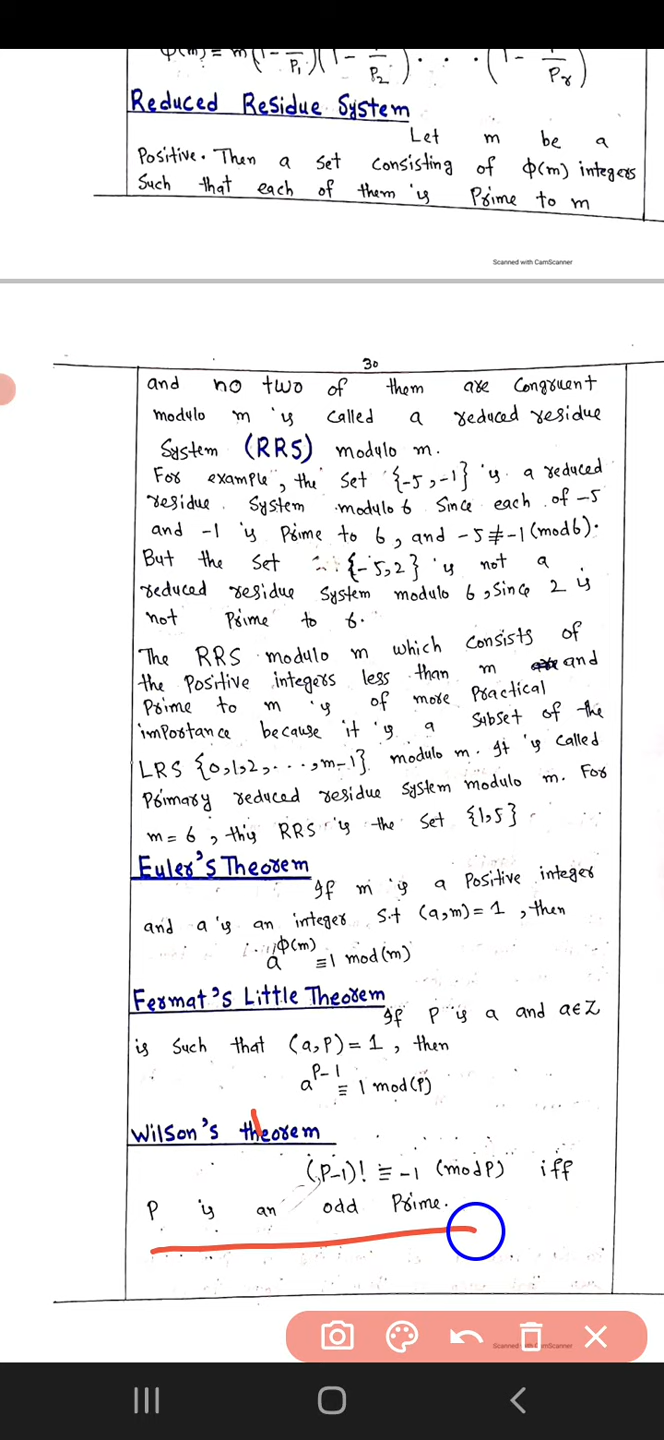 φ(m) = m(1 - 1/P₁)(1 - 1/P₂) . . . (1 - 1/Pᵣ)
Reduced Residue System
Let m be a
Positive. Then a set consisting of φ(m) integers
Such that each of them is Prime to m
Scanned with CamScanner
30
and no two of them are Congruent
modulo m is called a reduced residue
System (RRS) modulo m.
For example, the set {-5,-1} is a reduced
residue System modulo 6 Since each of -5
and -1 is Prime to 6, and -5≢-1(mod6).
But the set {-5,2} is not a
reduced residue System modulo 6, Since 2 is
not Prime to 6.
The RRS modulo m which consists of
the Positive integers less than m and
Prime to m is of more Practical
importance because it is a Subset of the
LRS {0,1,2,...,m-1} modulo m. It is called
Primary reduced residue System modulo m. For
m = 6, this RRS is the set {1,5}.
Euler's Theorem
If m is a Positive integer
and a is an integer S.t (a,m)=1, then
a^φ(m) ≡1 mod(m)
Fermat's Little Theorem
If P is a and a∈Z
is Such that (a,P)=1, then
a^P-1 ≡ 1 mod(P)
Wilson's theorem
(P-1)! ≡ -1 (modP) iff
P is an odd Prime.
Scanned with CamScanner